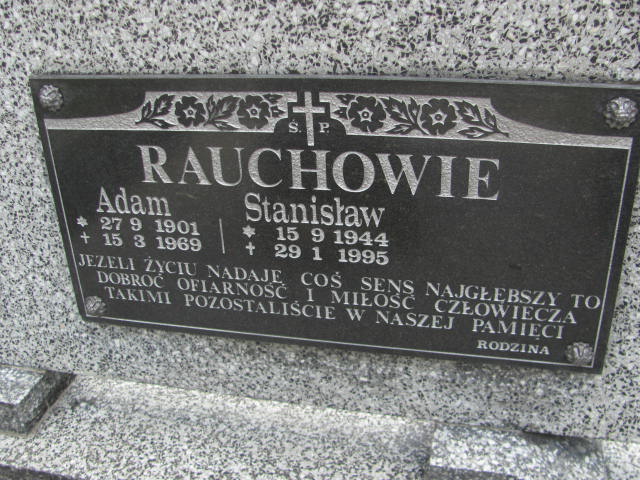 Ś. P.
RAUCHOWIE
Adam
* 27 9 1901
+ 15 3 1969
Stanisław
* 15 9 1944
+ 29 1 1995
JEŻELI ŻYCIU NADAJE COŚ SENS NAJGŁEBSZY TO
DOBROĆ OFIARNOŚĆ I MIŁOŚĆ CZŁOWIECZA
TAKIMI POZOSTALIŚCIE W NASZEJ PAMIĘCI
RODZINA